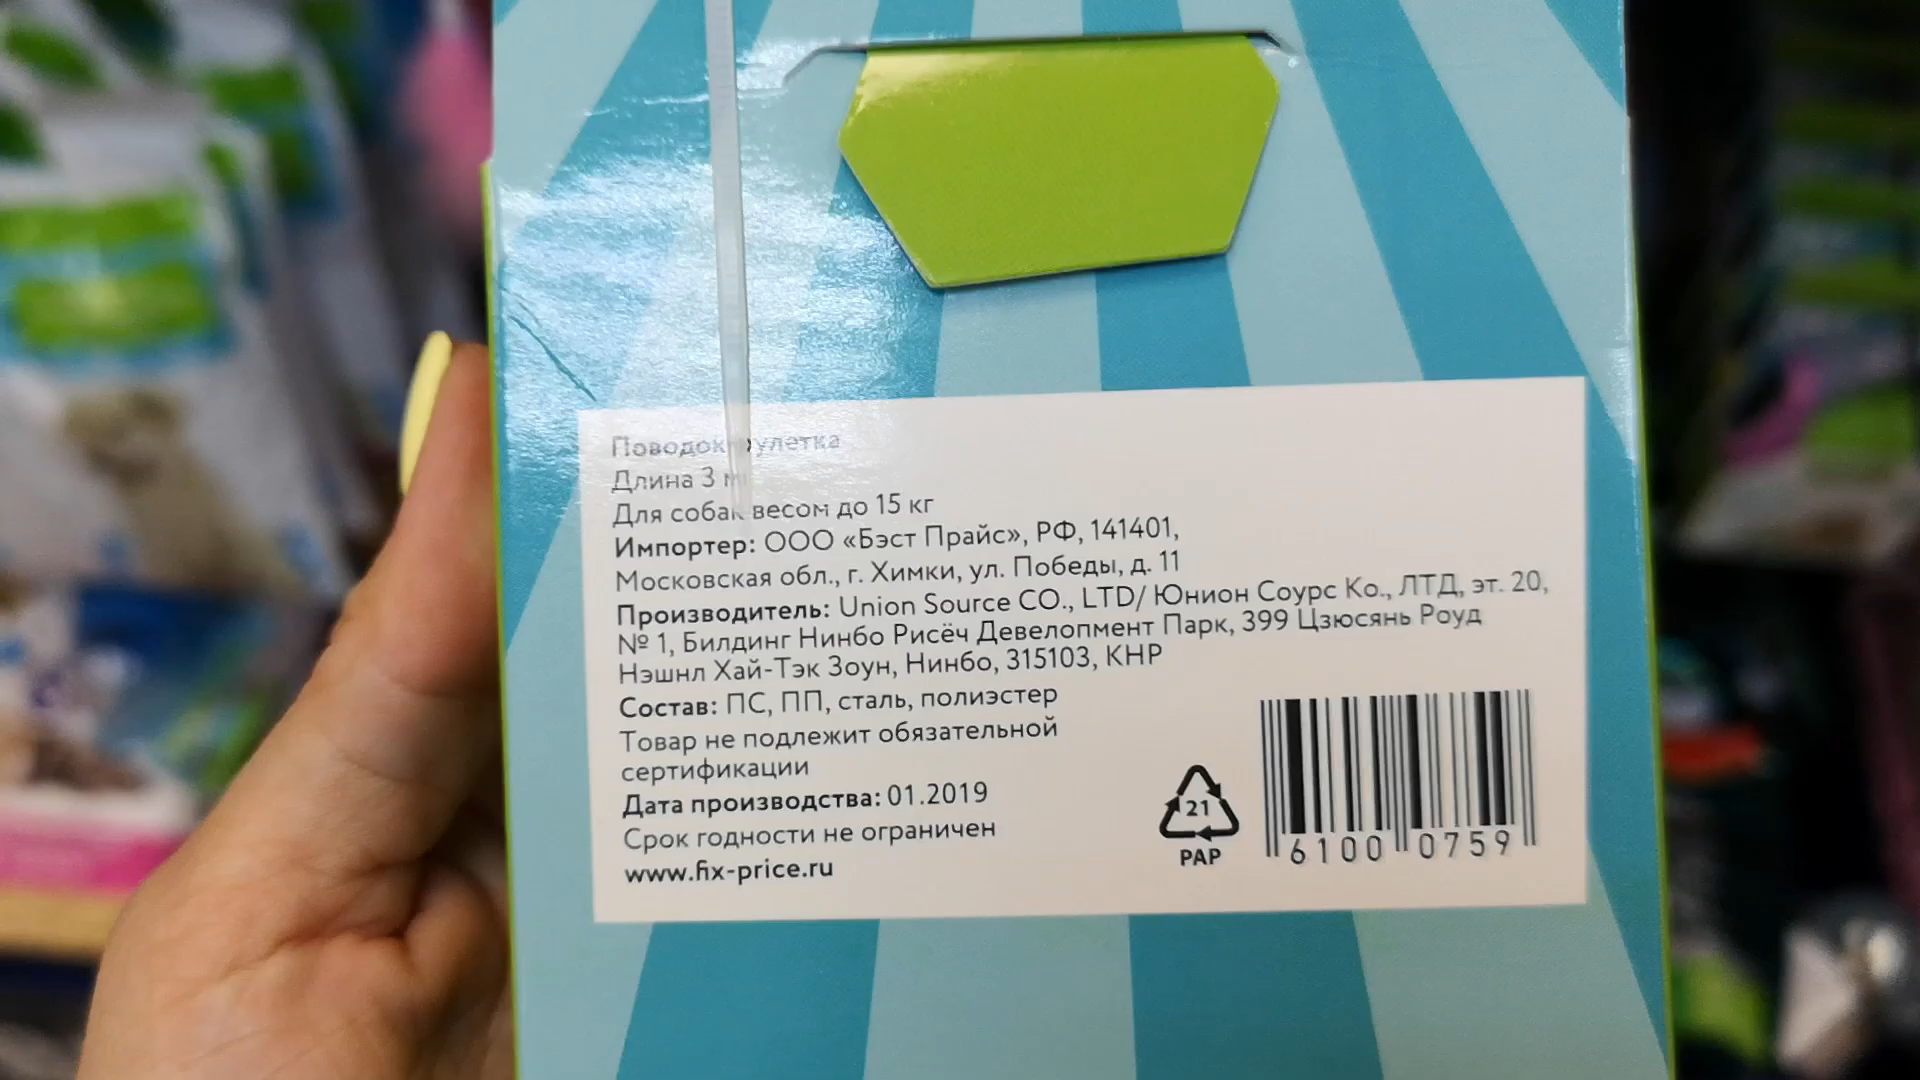 Поводок-рулетка
Длина 3 м
Для собак весом до 15 кг
Импортер: ООО «Бэст Прайс», РФ, 141401,
Московская обл., г. Химки, ул. Победы, д. 11
Производитель: Union Source CO., LTD/ Юнион Соурс Ко., ЛТД, эт. 20,
№ 1, Билдинг Нинбо Рисёч Девелопмент Парк, 399 Цзюсянь Роуд
Нэшнл Хай-Тэк Зоун, Нинбо, 315103, КНР
Состав: ПС, ПП, сталь, полиэстер
Товар не подлежит обязательной
сертификации
Дата производства: 01.2019
Срок годности не ограничен
www.fix-price.ru
21
PAP
6100 0759